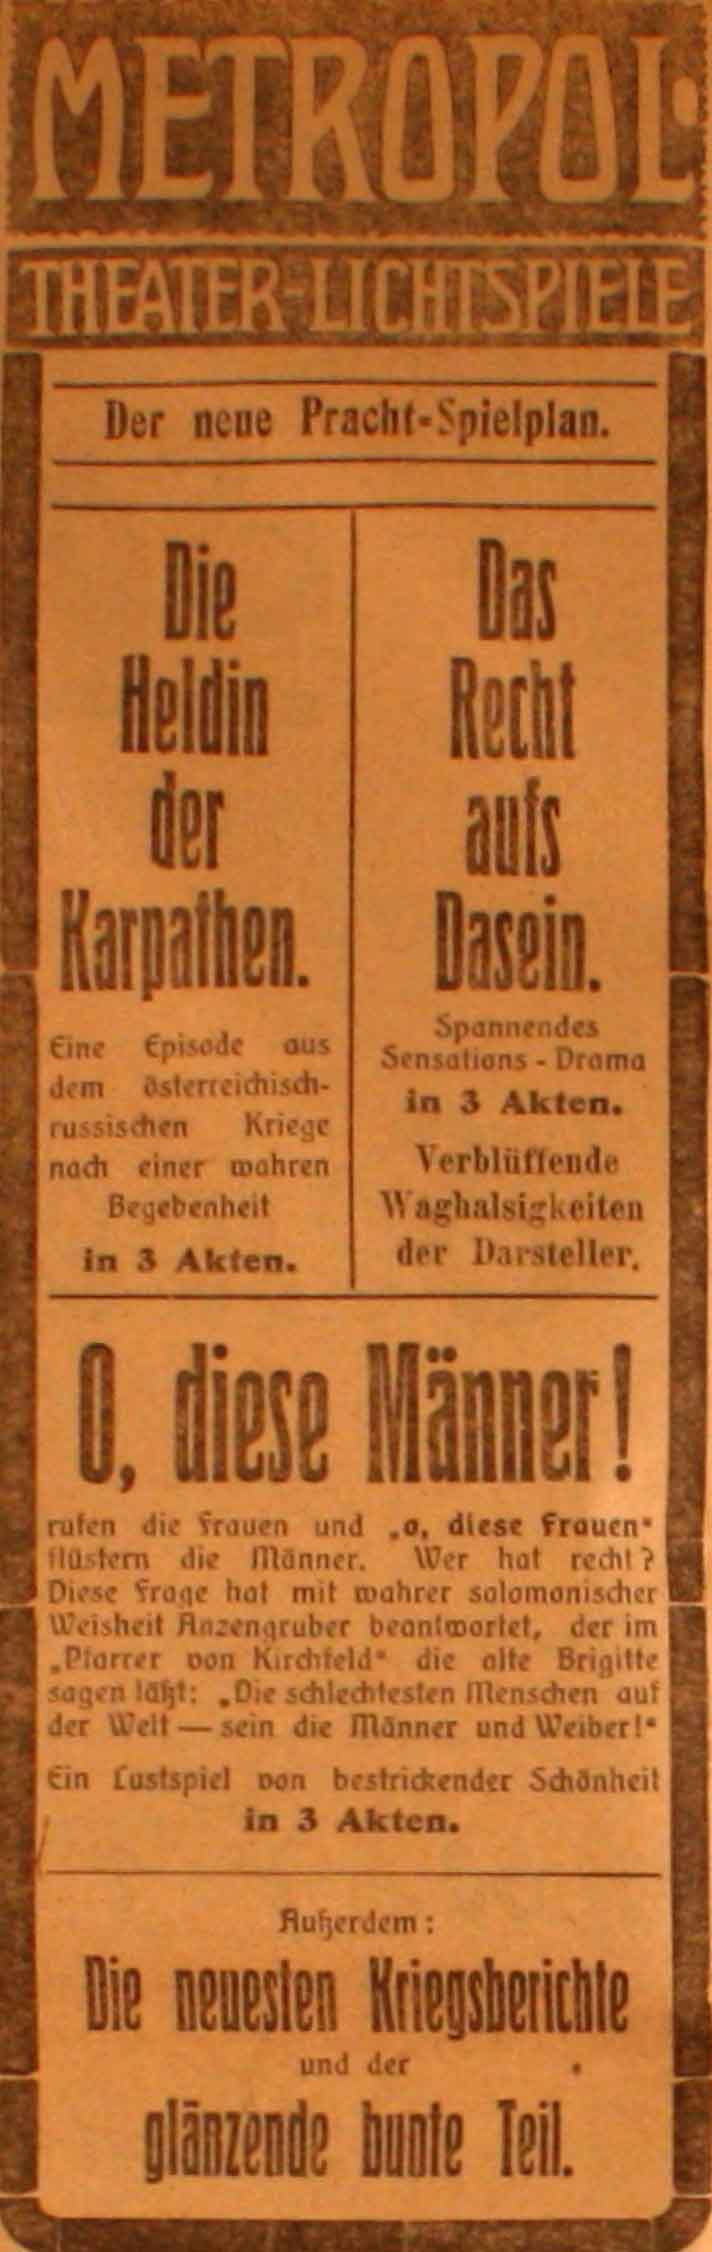 METROPOL-
THEATER-LICHTSPIELE
Der neue Pracht-Spielplan.
Die
Heldin
der
Karpathen.
Eine Episode aus
dem österreichisch-
russischen Kriege
nach einer wahren
Begebenheit
in 3 Akten.
Das
Recht
aufs
Dasein.
Spannendes
Sensations-Drama
in 3 Akten.
Verblüffende
Waghalsigkeiten
der Darsteller.
O, diese Männer!
rufen die Frauen und „o, diese Frauen“
flüstern die Männer. Wer hat recht?
Diese Frage hat mit wahrer salomonischer
Weisheit Anzengruber beantwortet, der im
„Pfarrer von Kirchfeld“ die alte Brigitte
sagen läßt: „Die schlechtesten Menschen auf
der Welt — sein die Männer und Weiber!“
Ein Lustspiel von bestrickender Schönheit
in 3 Akten.
Außerdem:
Die neuesten Kriegsberichte
und der
glänzende bunte Teil.